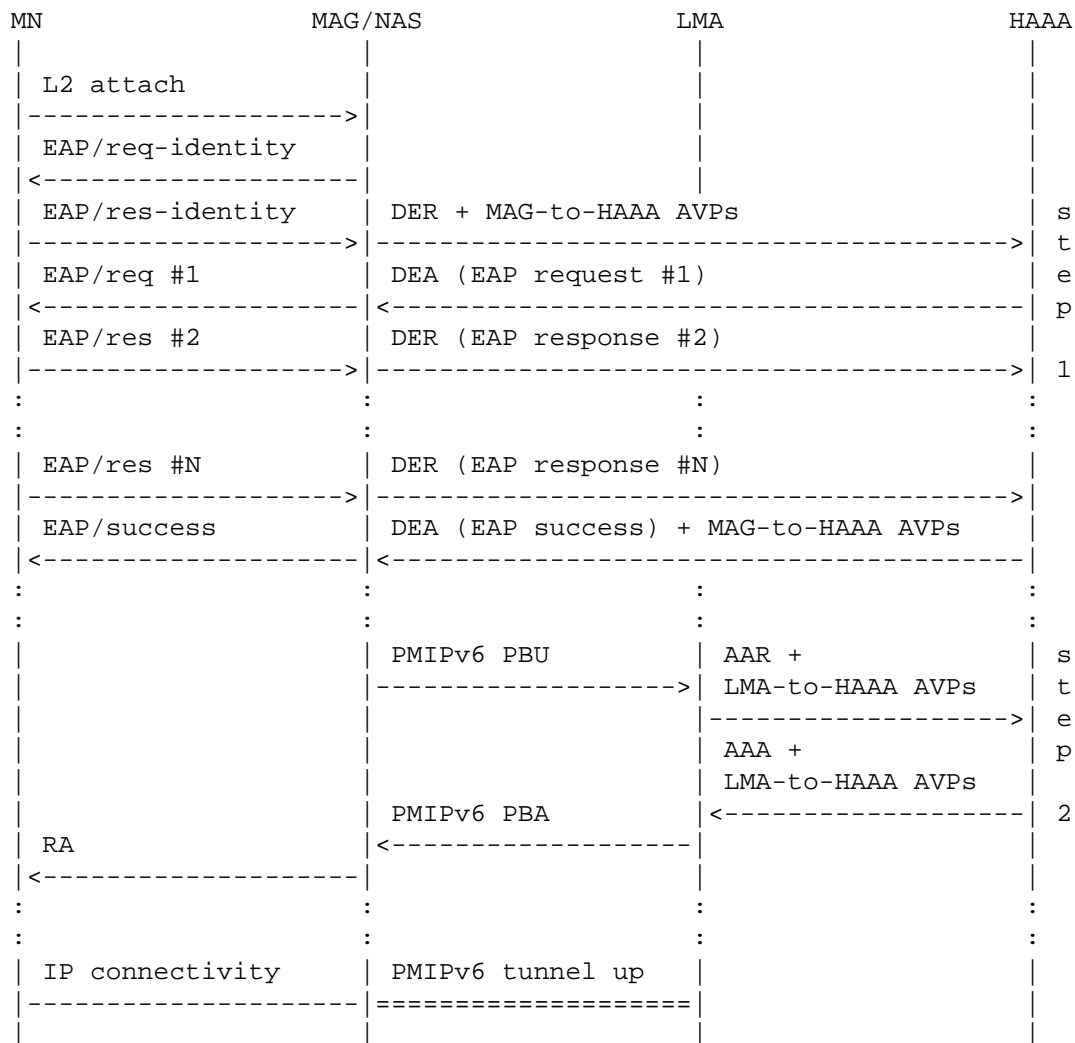 MN MAG/NAS LMA HAAA
L2 attach
EAP/req-identity
EAP/res-identity DER + MAG-to-HAAA AVPs s
t
EAP/req #1 DEA (EAP request #1) e
p
EAP/res #2 DER (EAP response #2)
1
EAP/res #N DER (EAP response #N)
EAP/success DEA (EAP success) + MAG-to-HAAA AVPs
PMIPv6 PBU AAR + s
LMA-to-HAAA AVPs t
e
AAA + p
LMA-to-HAAA AVPs
PMIPv6 PBA 2
RA
IP connectivity PMIPv6 tunnel up